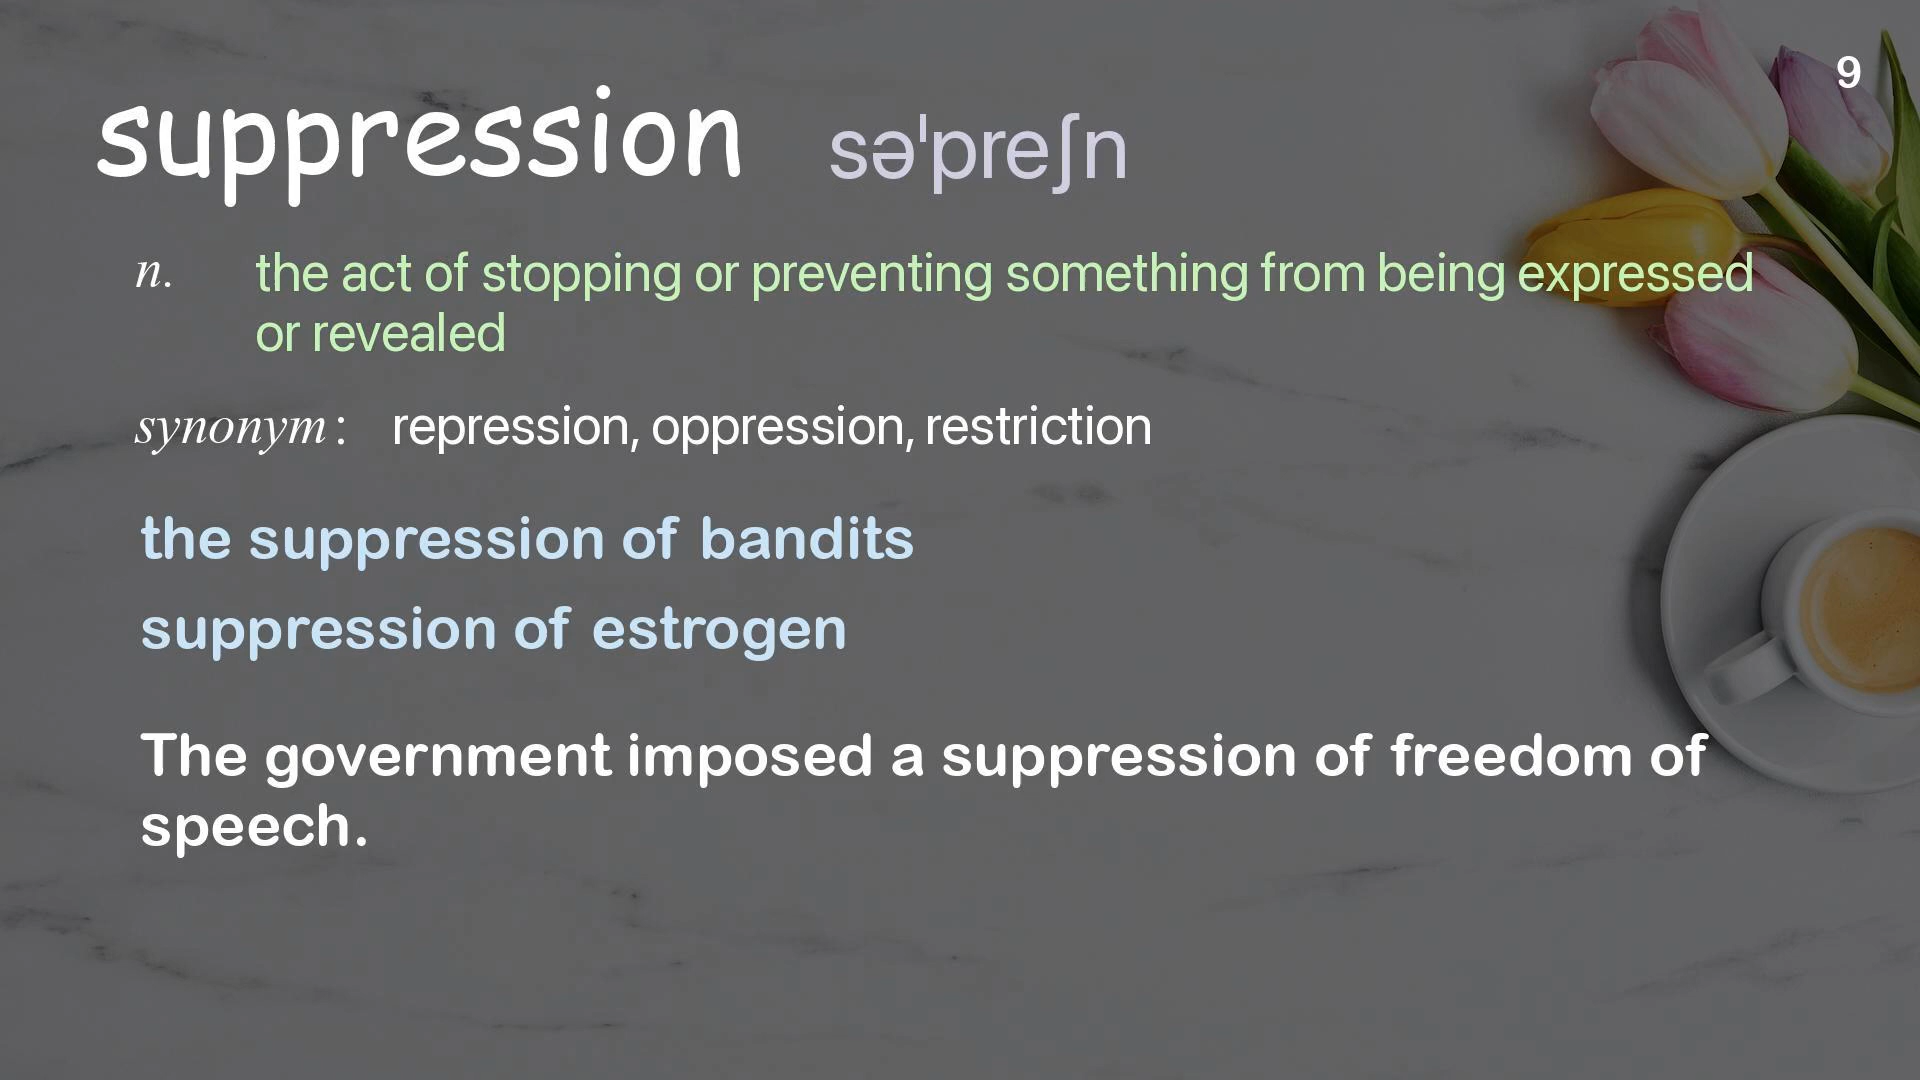 9
suppression səˈpreʃn
n. the act of stopping or preventing something from being expressed
or revealed
synonym : repression, oppression, restriction
the suppression of bandits
suppression of estrogen
The government imposed a suppression of freedom of
speech.